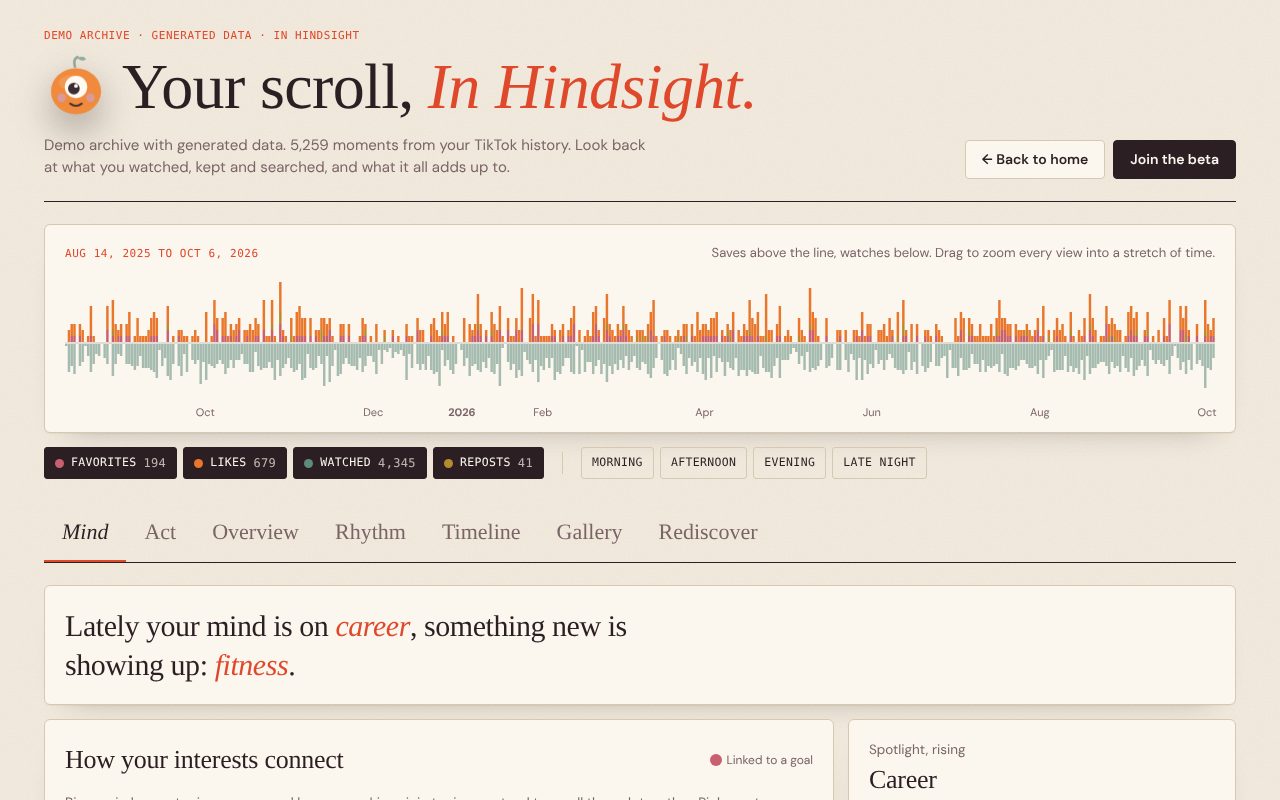 DEMO ARCHIVE · GENERATED DATA · IN HINDSIGHT
Your scroll, In Hindsight.
Demo archive with generated data. 5,259 moments from your TikTok history. Look back
at what you watched, kept and searched, and what it all adds up to.
← Back to home
Join the beta
AUG 14, 2025 TO OCT 6, 2026
Saves above the line, watches below. Drag to zoom every view into a stretch of time.
Oct Dec 2026 Feb Apr Jun Aug Oct
FAVORITES 194 LIKES 679 WATCHED 4,345 REPOSTS 41 MORNING AFTERNOON EVENING LATE NIGHT
Mind Act Overview Rhythm Timeline Gallery Rediscover
Lately your mind is on career, something new is
showing up: fitness.
How your interests connect
Linked to a goal
Spotlight, rising
Career